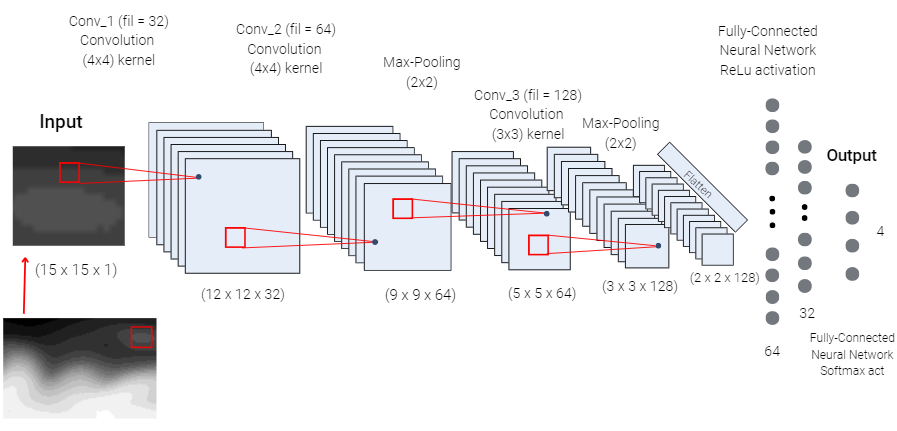 Conv_1 (fil = 32)
Convolution
(4x4) kernel
Conv_2 (fil = 64)
Convolution
(4x4) kernel
Max-Pooling
(2x2)
Conv_3 (fil = 128)
Convolution
(3x3) kernel
Max-Pooling
(2x2)
Fully-Connected
Neural Network
ReLu activation
Input
Flatten
Output
4
(15 x 15 x 1)
(12 x 12 x 32)
(9 x 9 x 64)
(5 x 5 x 64)
(3 x 3 x 128)
(2 x 2 x 128)
32
64
Fully-Connected
Neural Network
Softmax act